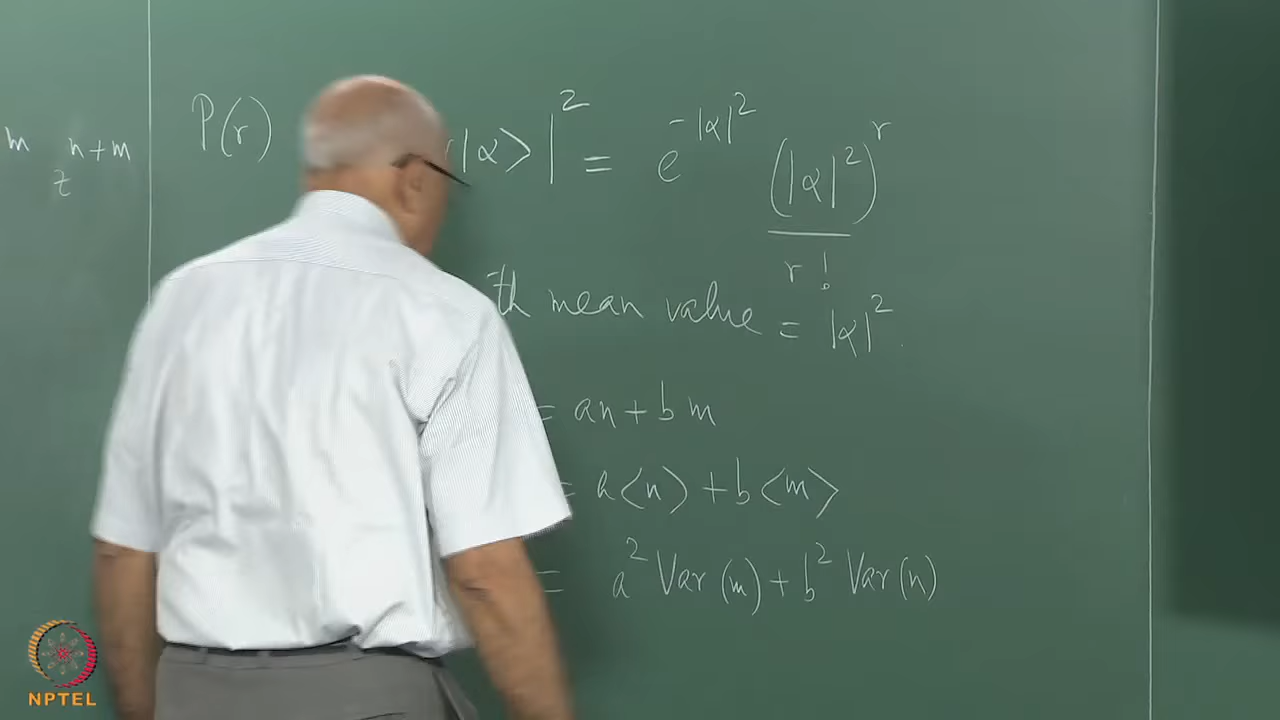 m n+m
z
P(r) |α>|² = e^{-|α|²} (|α|²)^r
r!
th mean value = |α|².
= an + bm
= a<n> + b<m>
= a² Var(m) + b² Var(n)
NPTEL